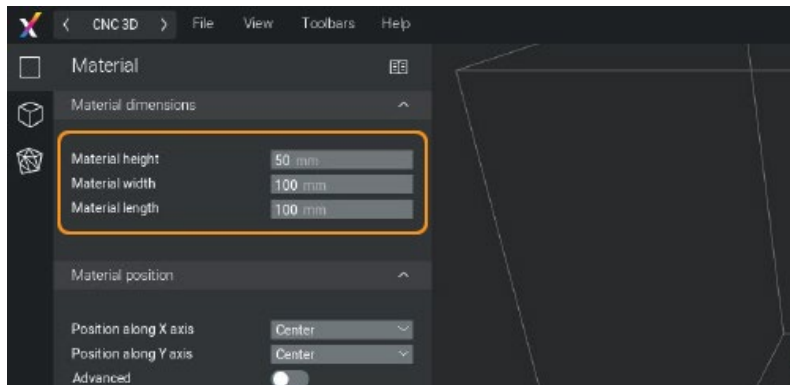 CNC 3D File View Toolbars Help
Material
Material dimensions
Material height 50 mm
Material width 100 mm
Material length 100 mm
Material position
Position along X axis Center
Position along Y axis Center
Advanced